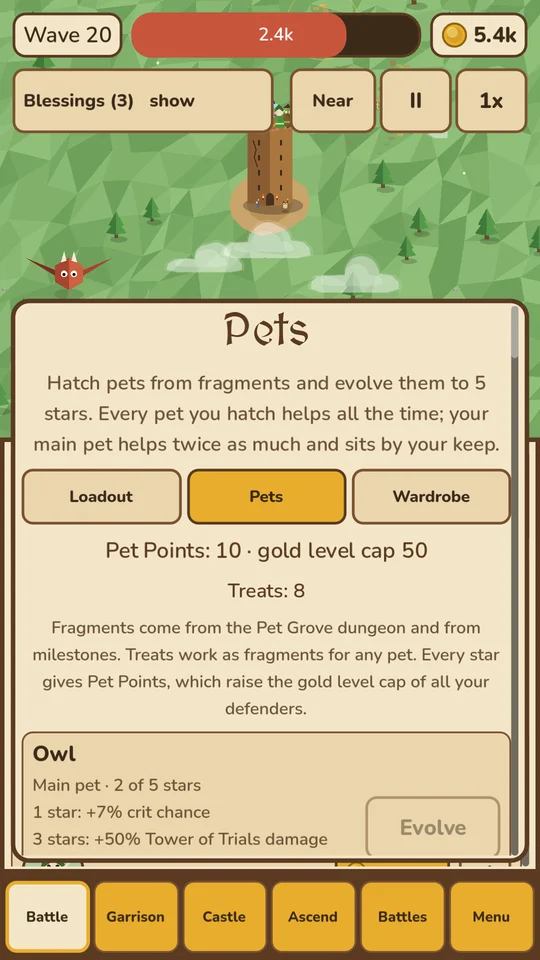 Wave 20
2.4k
5.4k
Blessings (3) show
Near
1x
Pets
Hatch pets from fragments and evolve them to 5
stars. Every pet you hatch helps all the time; your
main pet helps twice as much and sits by your keep.
Loadout
Pets
Wardrobe
Pet Points: 10 · gold level cap 50
Treats: 8
Fragments come from the Pet Grove dungeon and from
milestones. Treats work as fragments for any pet. Every star
gives Pet Points, which raise the gold level cap of all your
defenders.
Owl
Main pet · 2 of 5 stars
1 star: +7% crit chance
3 stars: +50% Tower of Trials damage
Evolve
Battle
Garrison
Castle
Ascend
Battles
Menu